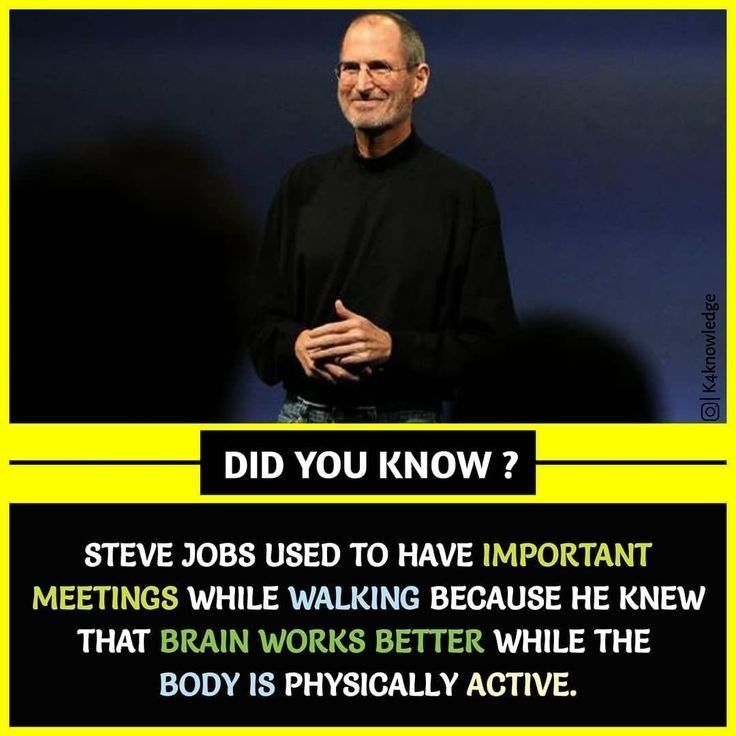 K4knowledge
DID YOU KNOW ?
STEVE JOBS USED TO HAVE IMPORTANT
MEETINGS WHILE WALKING BECAUSE HE KNEW
THAT BRAIN WORKS BETTER WHILE THE
BODY IS PHYSICALLY ACTIVE.